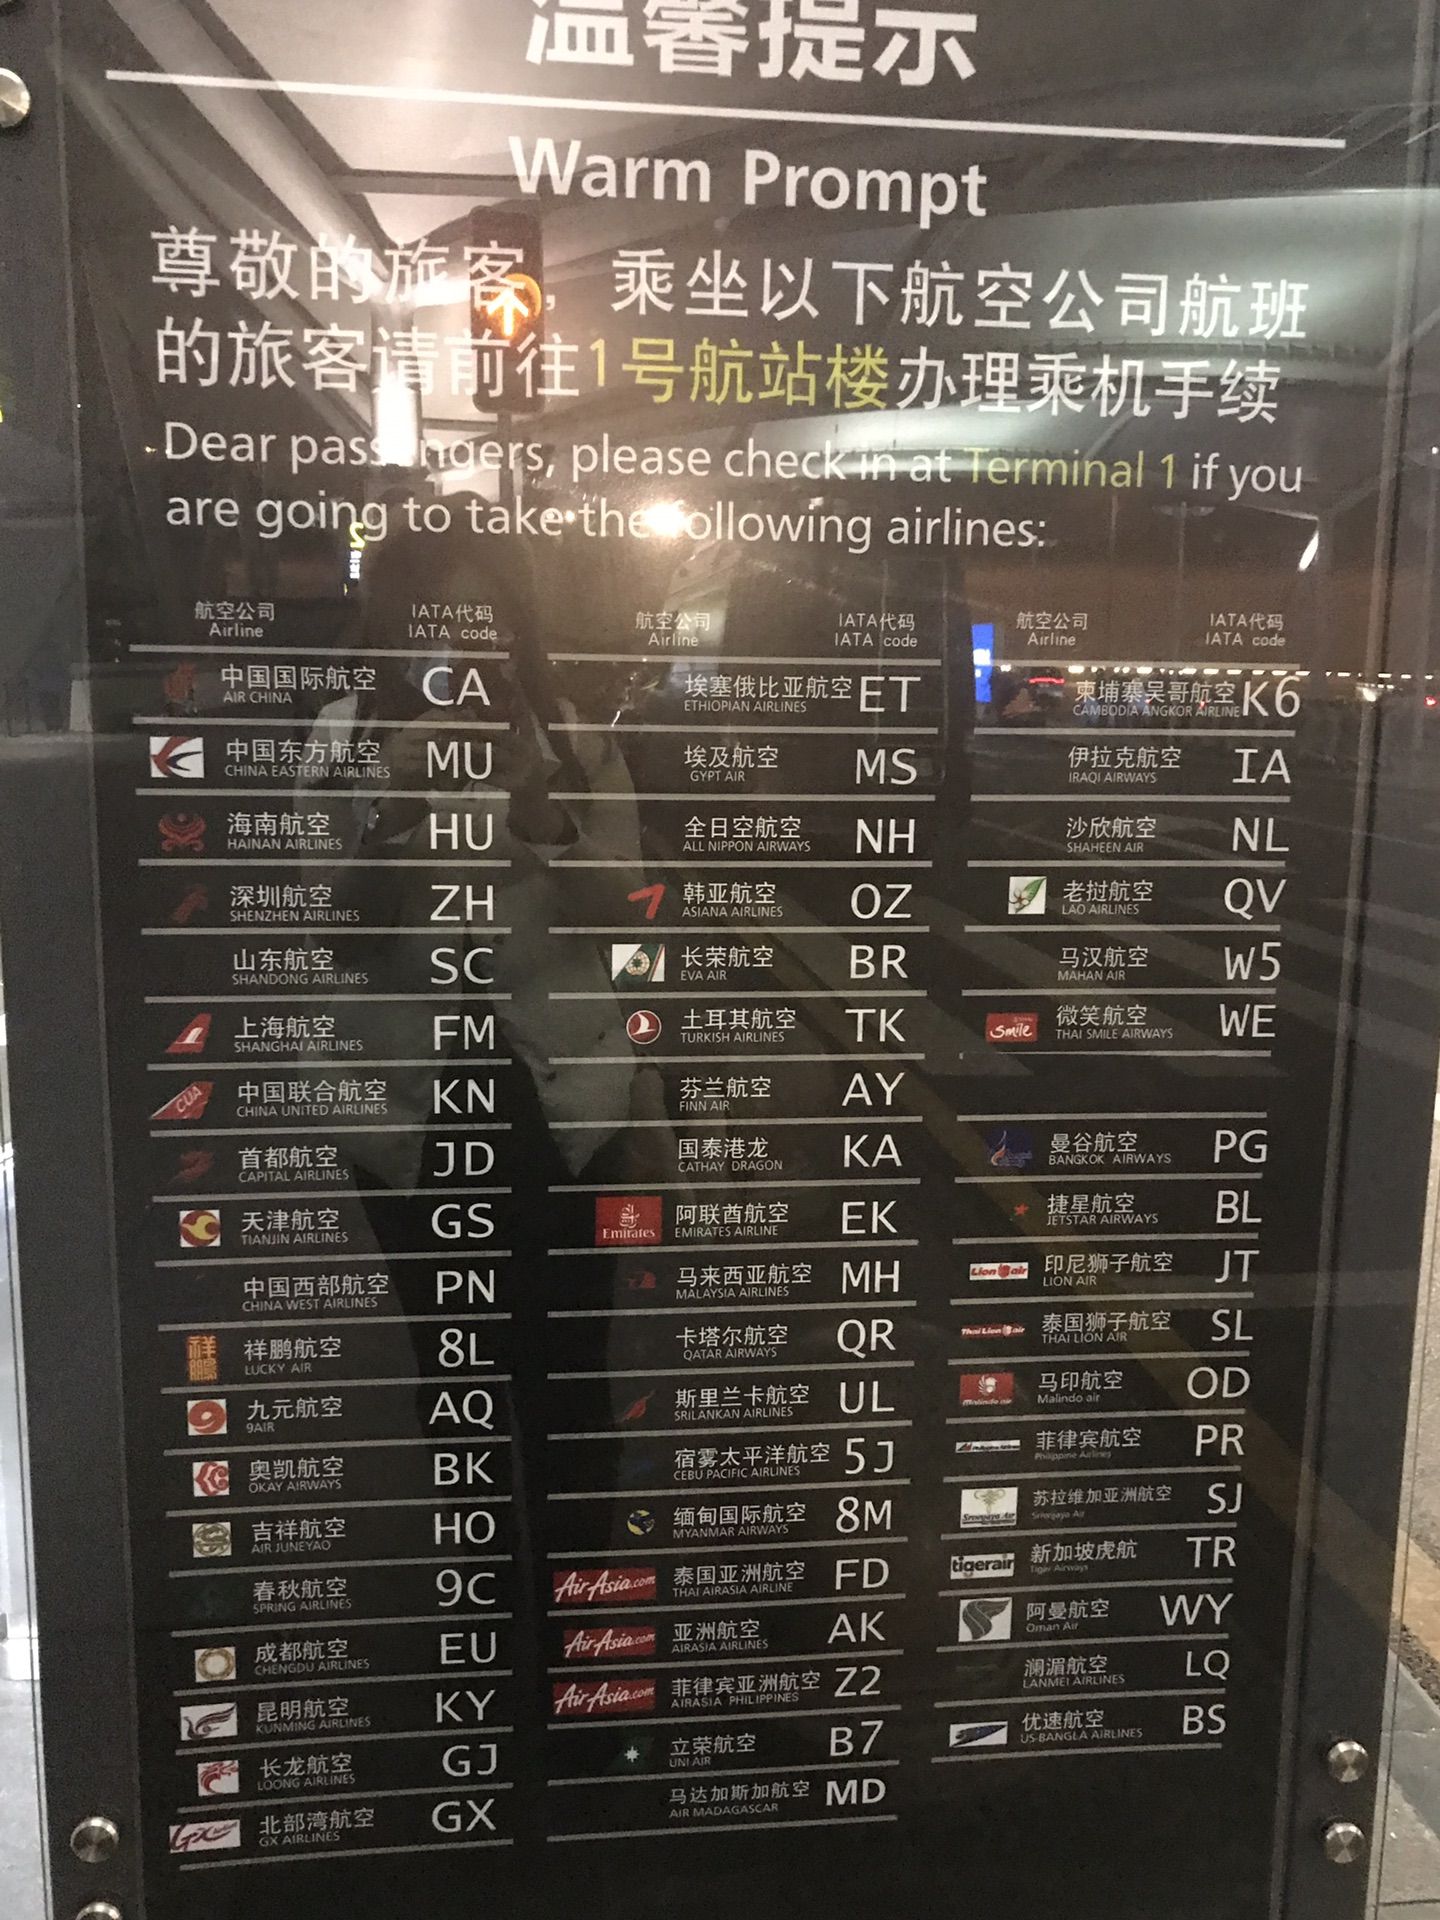 温馨提示
Warm Prompt
尊敬的旅客，乘坐以下航空公司航班
的旅客请前往1号航站楼办理乘机手续
Dear passengers, please check in at Terminal 1 if you
are going to take the following airlines:
航空公司 IATA代码
Airline IATA code
中国国际航空 CA
AIR CHINA
中国东方航空 MU
CHINA EASTERN AIRLINES
海南航空 HU
HAINAN AIRLINES
深圳航空 ZH
SHENZHEN AIRLINES
山东航空 SC
SHANDONG AIRLINES
上海航空 FM
SHANGHAI AIRLINES
CUA 中国联合航空 KN
CHINA UNITED AIRLINES
首都航空 JD
CAPITAL AIRLINES
天津航空 GS
TIANJIN AIRLINES
中国西部航空 PN
CHINA WEST AIRLINES
祥鹏 祥鹏航空 8L
LUCKY AIR
九元航空 AQ
9AIR
奥凯航空 BK
OKAY AIRWAYS
吉祥航空 HO
AIR JUNEYAO
春秋航空 9C
SPRING AIRLINES
成都航空 EU
CHENGDU AIRLINES
昆明航空 KY
KUNMING AIRLINES
长龙航空 GJ
LOONG AIRLINES
北部湾航空 GX
GX AIRLINES
航空公司 IATA代码
Airline IATA code
埃塞俄比亚航空 ET
ETHIOPIAN AIRLINES
埃及航空 MS
GYPT AIR
全日空航空 NH
ALL NIPPON AIRWAYS
韩亚航空 OZ
ASIANA AIRLINES
长荣航空 BR
EVA AIR
土耳其航空 TK
TURKISH AIRLINES
芬兰航空 AY
FINN AIR
国泰港龙 KA
CATHAY DRAGON
Emirates 阿联酋航空 EK
EMIRATES AIRLINE
马来西亚航空 MH
MALAYSIA AIRLINES
卡塔尔航空 QR
QATAR AIRWAYS
斯里兰卡航空 UL
SRILANKAN AIRLINES
宿雾太平洋航空 5J
CEBU PACIFIC AIRLINES
缅甸国际航空 8M
MYANMAR AIRWAYS
AirAsia.com 泰国亚洲航空 FD
THAI AIRASIA AIRLINE
AirAsia.com 亚洲航空 AK
AIRASIA AIRLINES
AirAsia.com 菲律宾亚洲航空 Z2
AIRASIA PHILIPPINES
立荣航空 B7
UNI AIR
马达加斯加航空 MD
AIR MADAGASCAR
航空公司 IATA代码
Airline IATA code
柬埔寨吴哥航空 K6
CAMBODIA ANGKOR AIRLINE
伊拉克航空 IA
IRAQI AIRWAYS
沙欣航空 NL
SHAHEEN AIR
老挝航空 QV
LAO AIRLINES
马汉航空 W5
MAHAN AIR
Smile 微笑航空 WE
THAI SMILE AIRWAYS
曼谷航空 PG
BANGKOK AIRWAYS
捷星航空 BL
JETSTAR AIRWAYS
Lion air 印尼狮子航空 JT
LION AIR
Thai Lion air 泰国狮子航空 SL
THAI LION AIR
Malindo air 马印航空 OD
Malindo air
菲律宾航空 PR
Philippine Airlines
Sriwijaya Air 苏拉维加亚洲航空 SJ
Sriwijaya Air
tigerair 新加坡虎航 TR
Tiger Airways
阿曼航空 WY
Oman Air
澜湄航空 LQ
LANMEI AIRLINES
优速航空 BS
US-BANGLA AIRLINES